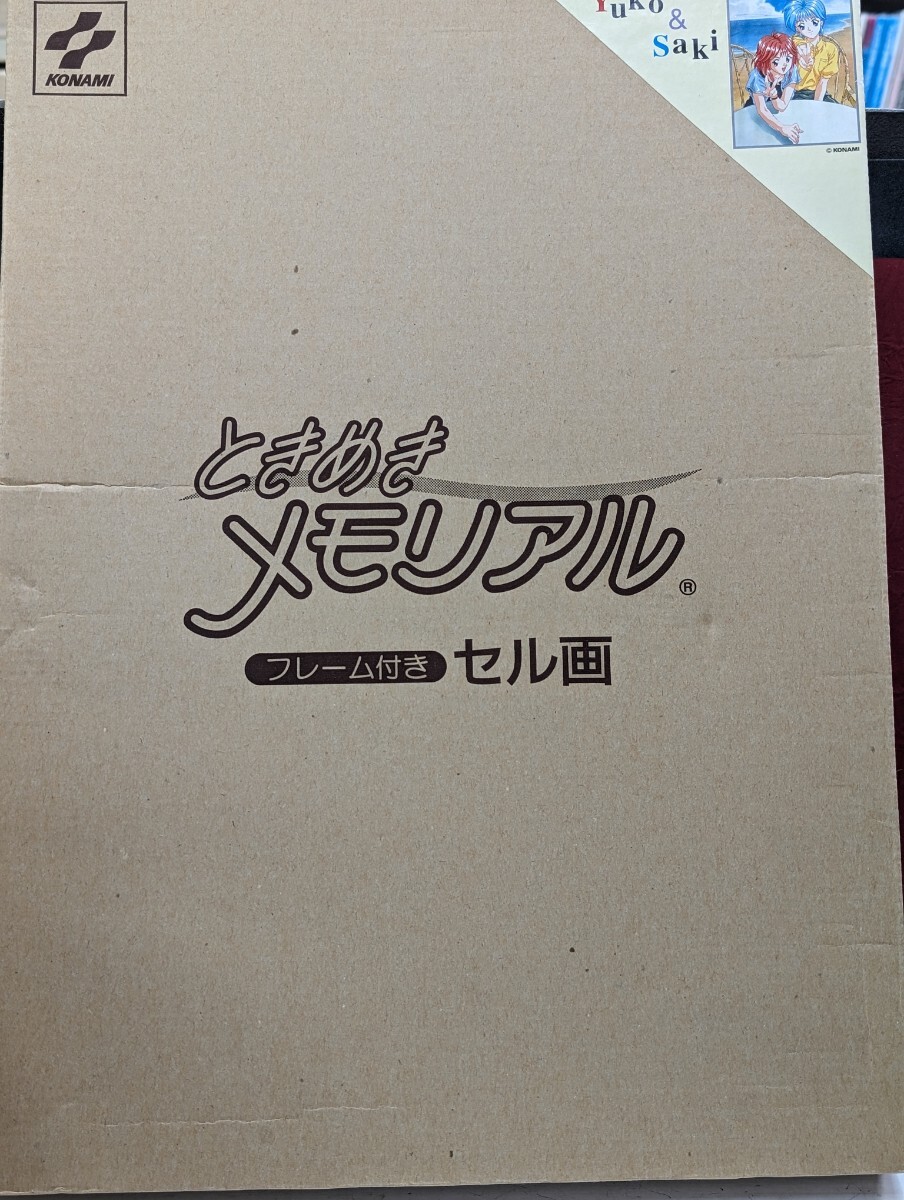 KONAMI
Yuko
&
Saki
© KONAMI
ときめき
メモリアル®
フレーム付き セル画